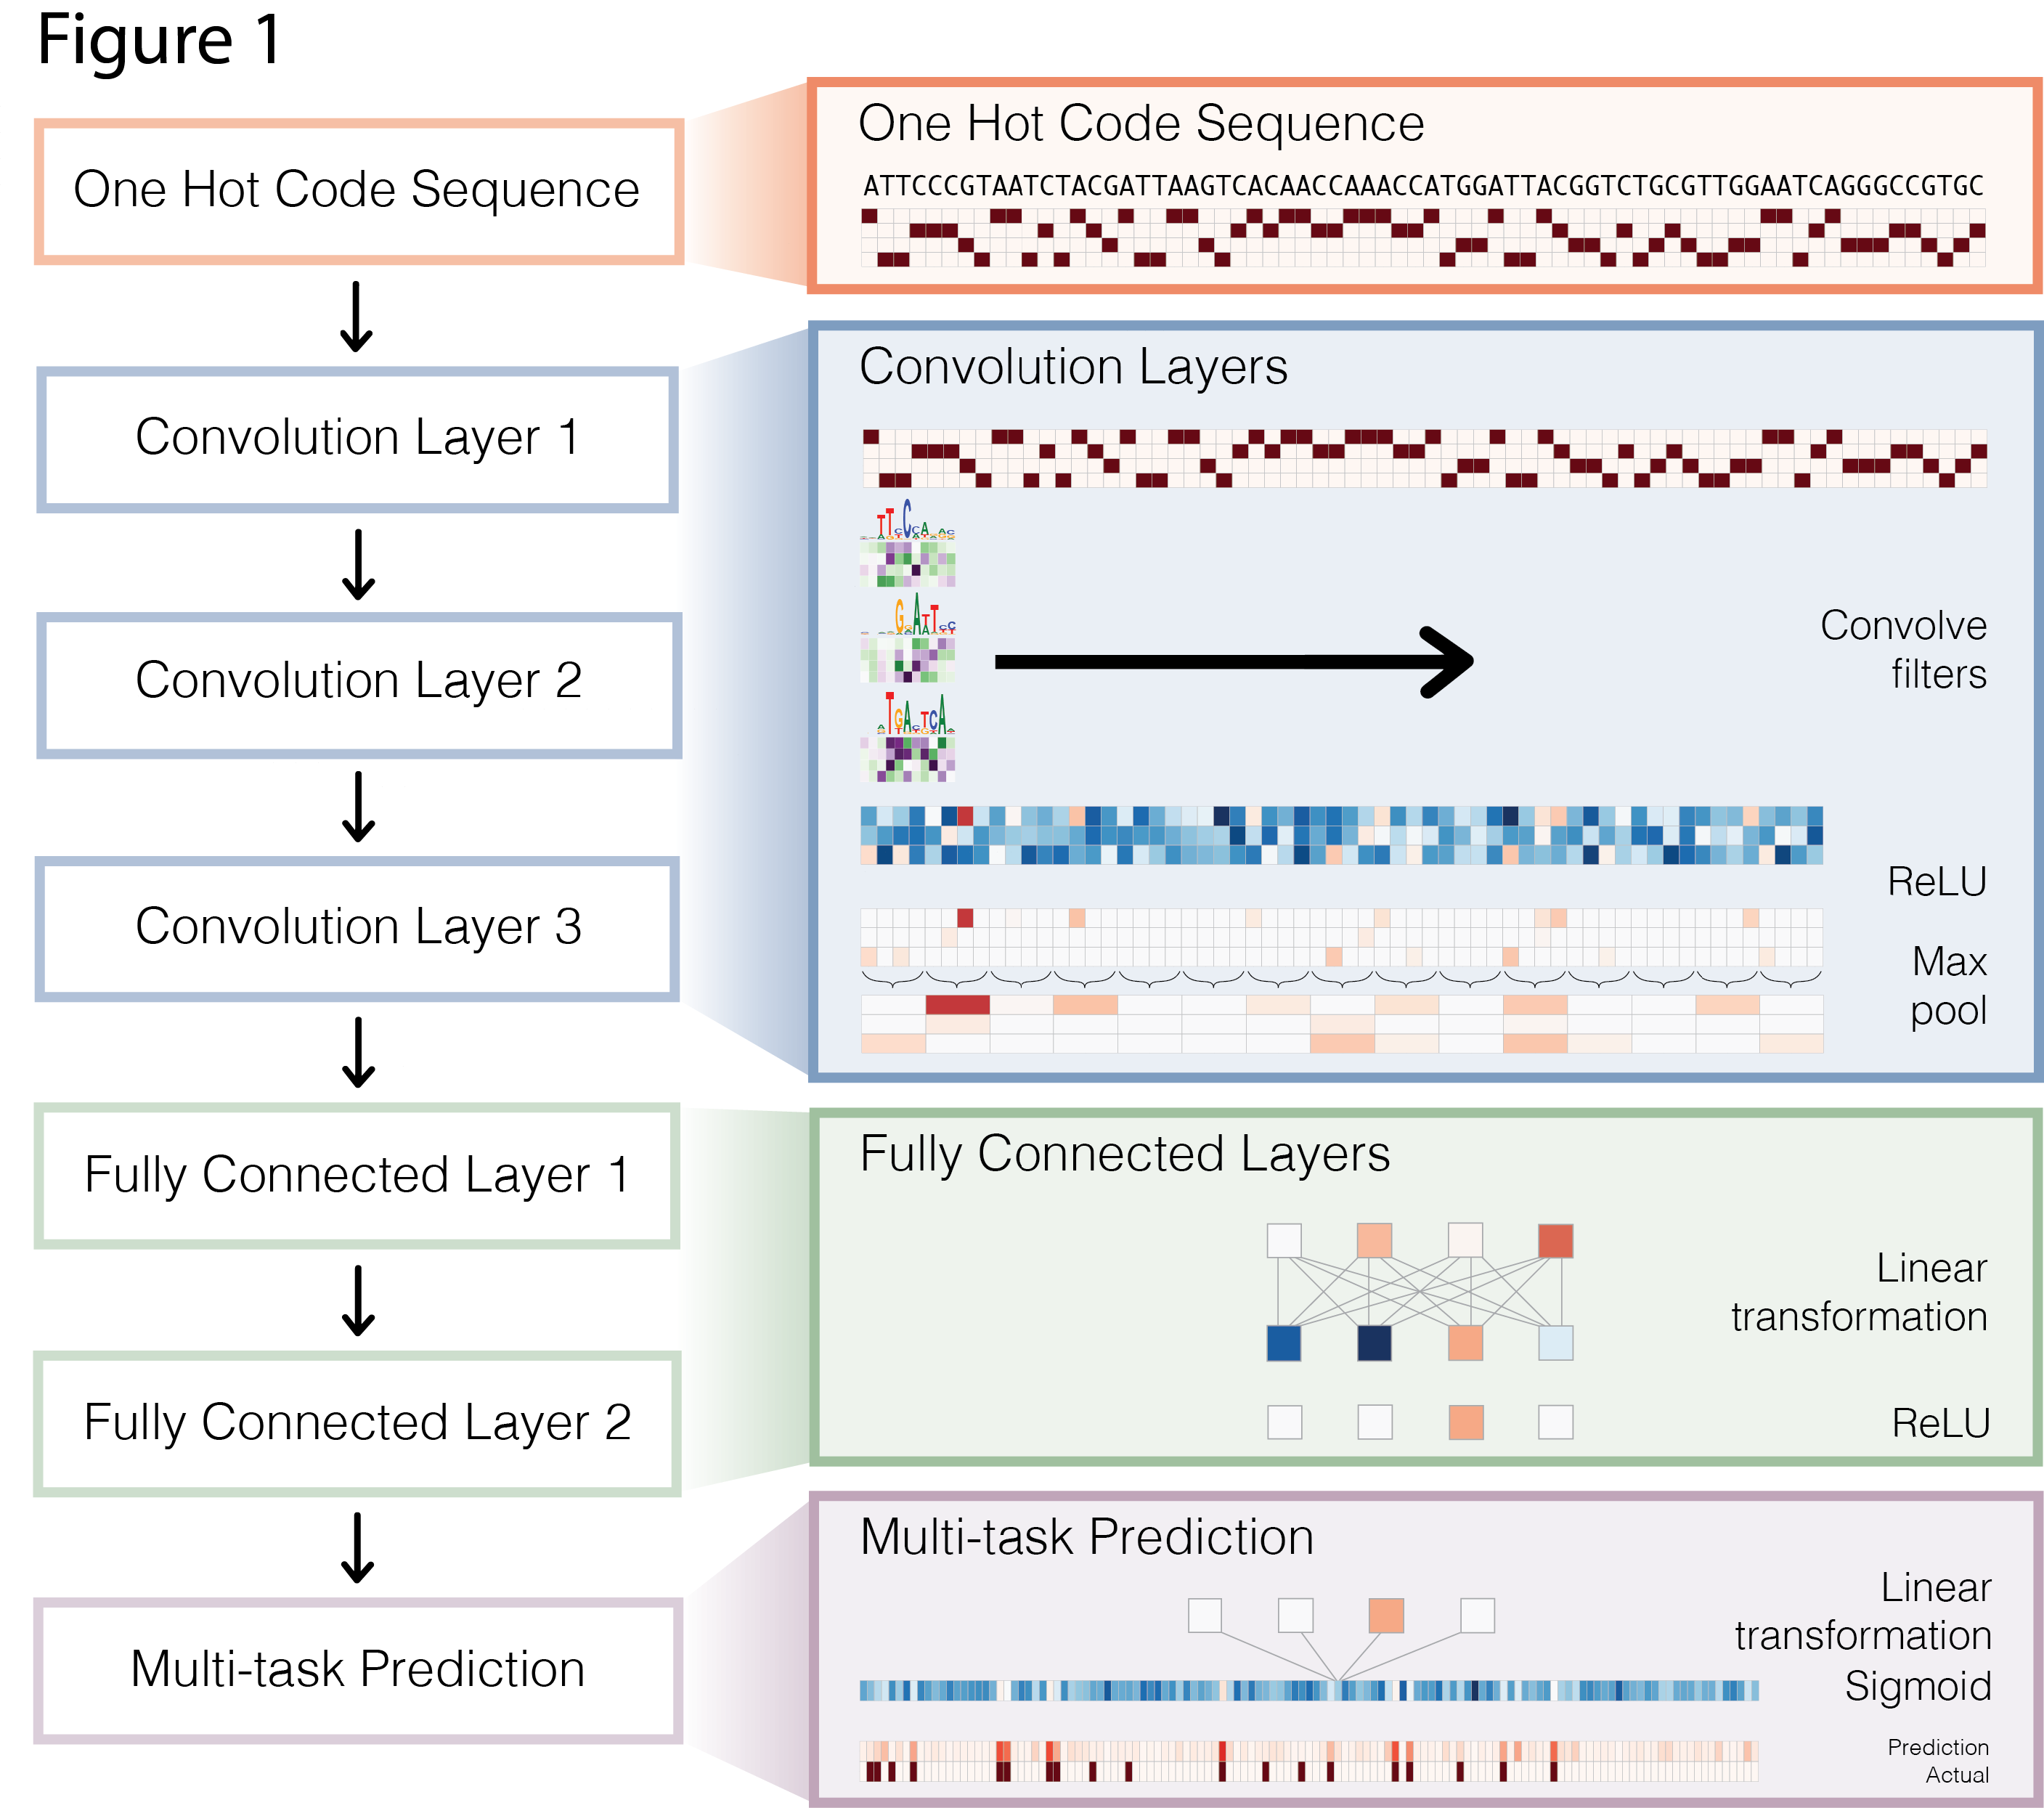 Figure 1
One Hot Code Sequence
Convolution Layer 1
Convolution Layer 2
Convolution Layer 3
Fully Connected Layer 1
Fully Connected Layer 2
Multi-task Prediction
One Hot Code Sequence
ATTCCCGTAATCTACGATTAAGTCACAACCAAACCATGGATTACGGTCTGCGTTGGAATCAGGGCCGTGC
Convolution Layers
Convolve
filters
ReLU
Max
pool
Fully Connected Layers
Linear
transformation
ReLU
Multi-task Prediction
Linear
transformation
Sigmoid
Prediction
Actual